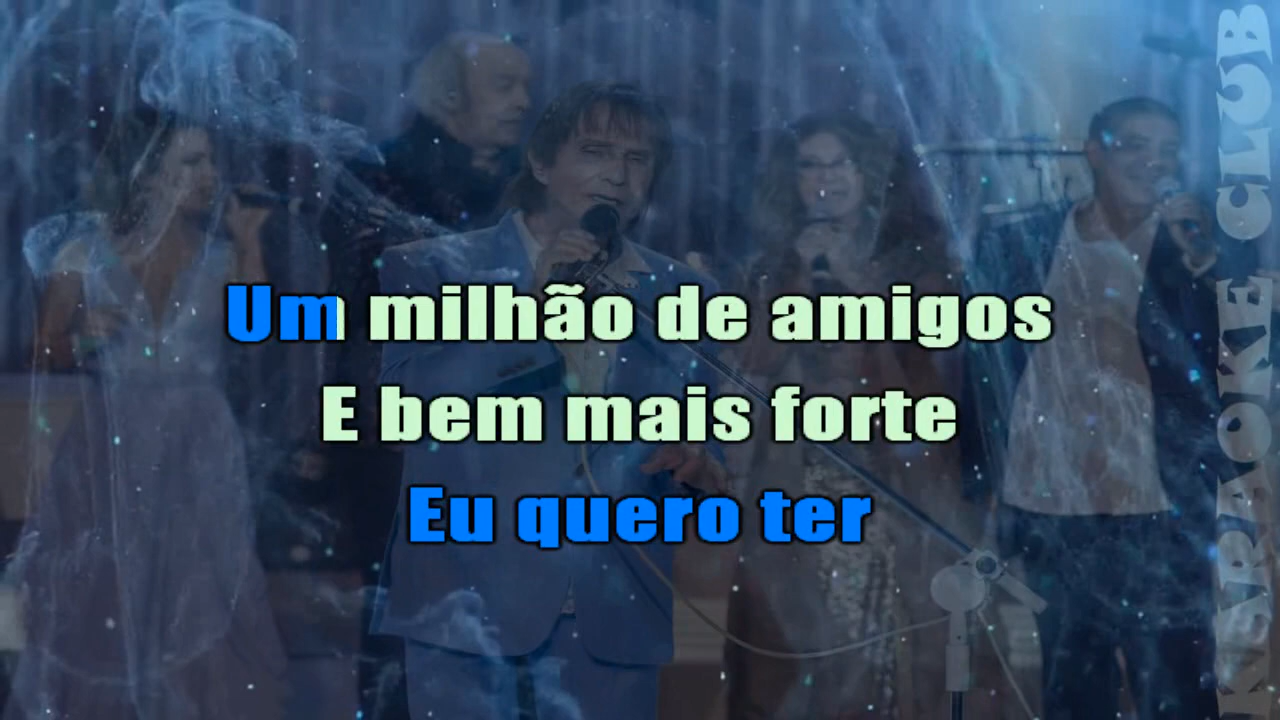 Um milhão de amigos
E bem mais forte
Eu quero ter
KARAOKE CLUB